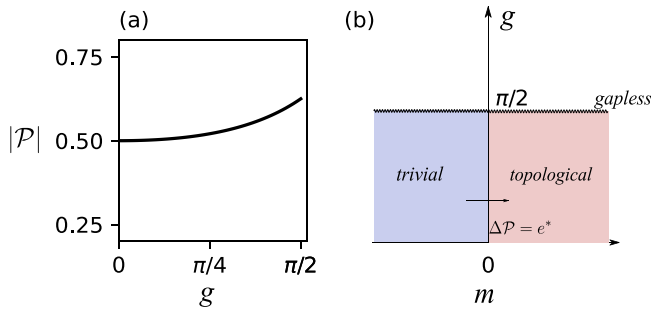 (a)
|𝒫|
0.75
0.50
0.25
0
π/4
π/2
g
(b)
g
π/2
gapless
trivial
topological
Δ𝒫 = e*
0
m